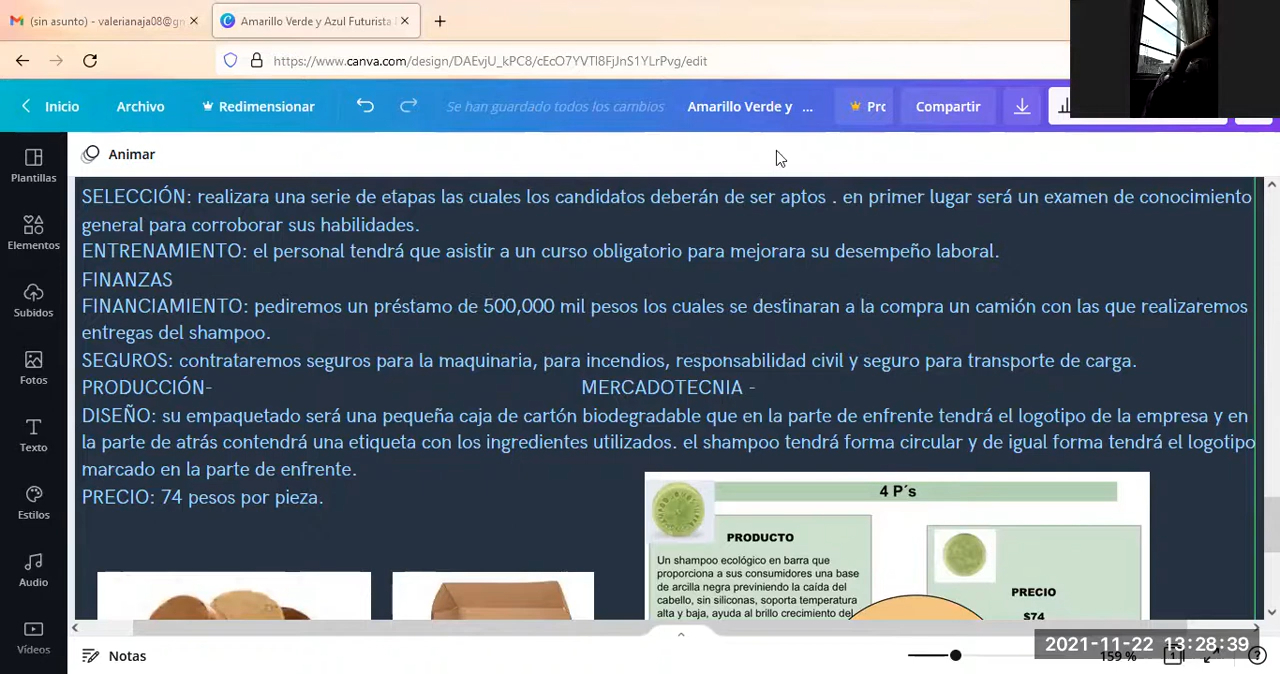 (sin asunto) - valerianaja08@gn
Amarillo Verde y Azul Futurista
https://www.canva.com/design/DAEvjU_kPC8/cEcO7YVTl8FjJnS1YLrPvg/edit
Inicio
Archivo
Redimensionar
Se han guardado todos los cambios
Amarillo Verde y ...
Pro
Compartir
Animar
Plantillas
Elementos
Subidos
Fotos
Texto
Estilos
Audio
Vídeos
SELECCIÓN: realizara una serie de etapas las cuales los candidatos deberán de ser aptos . en primer lugar será un examen de conocimiento
general para corroborar sus habilidades.
ENTRENAMIENTO: el personal tendrá que asistir a un curso obligatorio para mejorara su desempeño laboral.
FINANZAS
FINANCIAMIENTO: pediremos un préstamo de 500,000 mil pesos los cuales se destinaran a la compra un camión con las que realizaremos
entregas del shampoo.
SEGUROS: contrataremos seguros para la maquinaria, para incendios, responsabilidad civil y seguro para transporte de carga.
PRODUCCIÓN- MERCADOTECNIA -
DISEÑO: su empaquetado será una pequeña caja de cartón biodegradable que en la parte de enfrente tendrá el logotipo de la empresa y en
la parte de atrás contendrá una etiqueta con los ingredientes utilizados. el shampoo tendrá forma circular y de igual forma tendrá el logotipo
marcado en la parte de enfrente.
PRECIO: 74 pesos por pieza.
4 P´s
PRODUCTO
Un shampoo ecológico en barra que
proporciona a sus consumidores una base
de arcilla negra previniendo la caída del
cabello, sin siliconas, soporta temperatura
alta y baja, ayuda al brillo crecimiento del
PRECIO
$74
Notas
159 %
1
2021-11-22 13:28:39